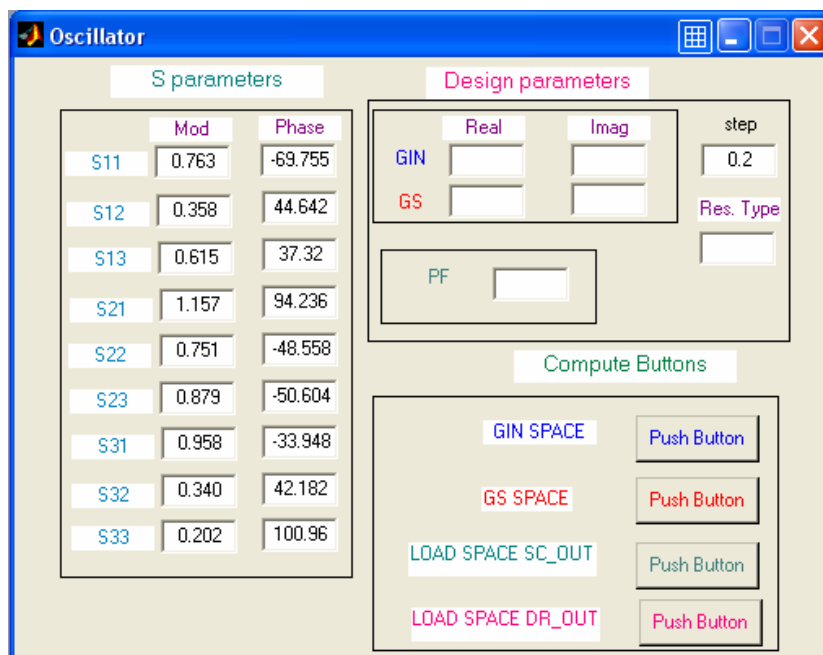 Oscillator
S parameters
Mod Phase
S11 0.763 -69.755
S12 0.358 44.642
S13 0.615 37.32
S21 1.157 94.236
S22 0.751 -48.558
S23 0.879 -50.604
S31 0.958 -33.948
S32 0.340 42.182
S33 0.202 100.96
Design parameters
Real Imag
GIN
GS
step
0.2
Res. Type
PF
Compute Buttons
GIN SPACE Push Button
GS SPACE Push Button
LOAD SPACE SC_OUT Push Button
LOAD SPACE DR_OUT Push Button